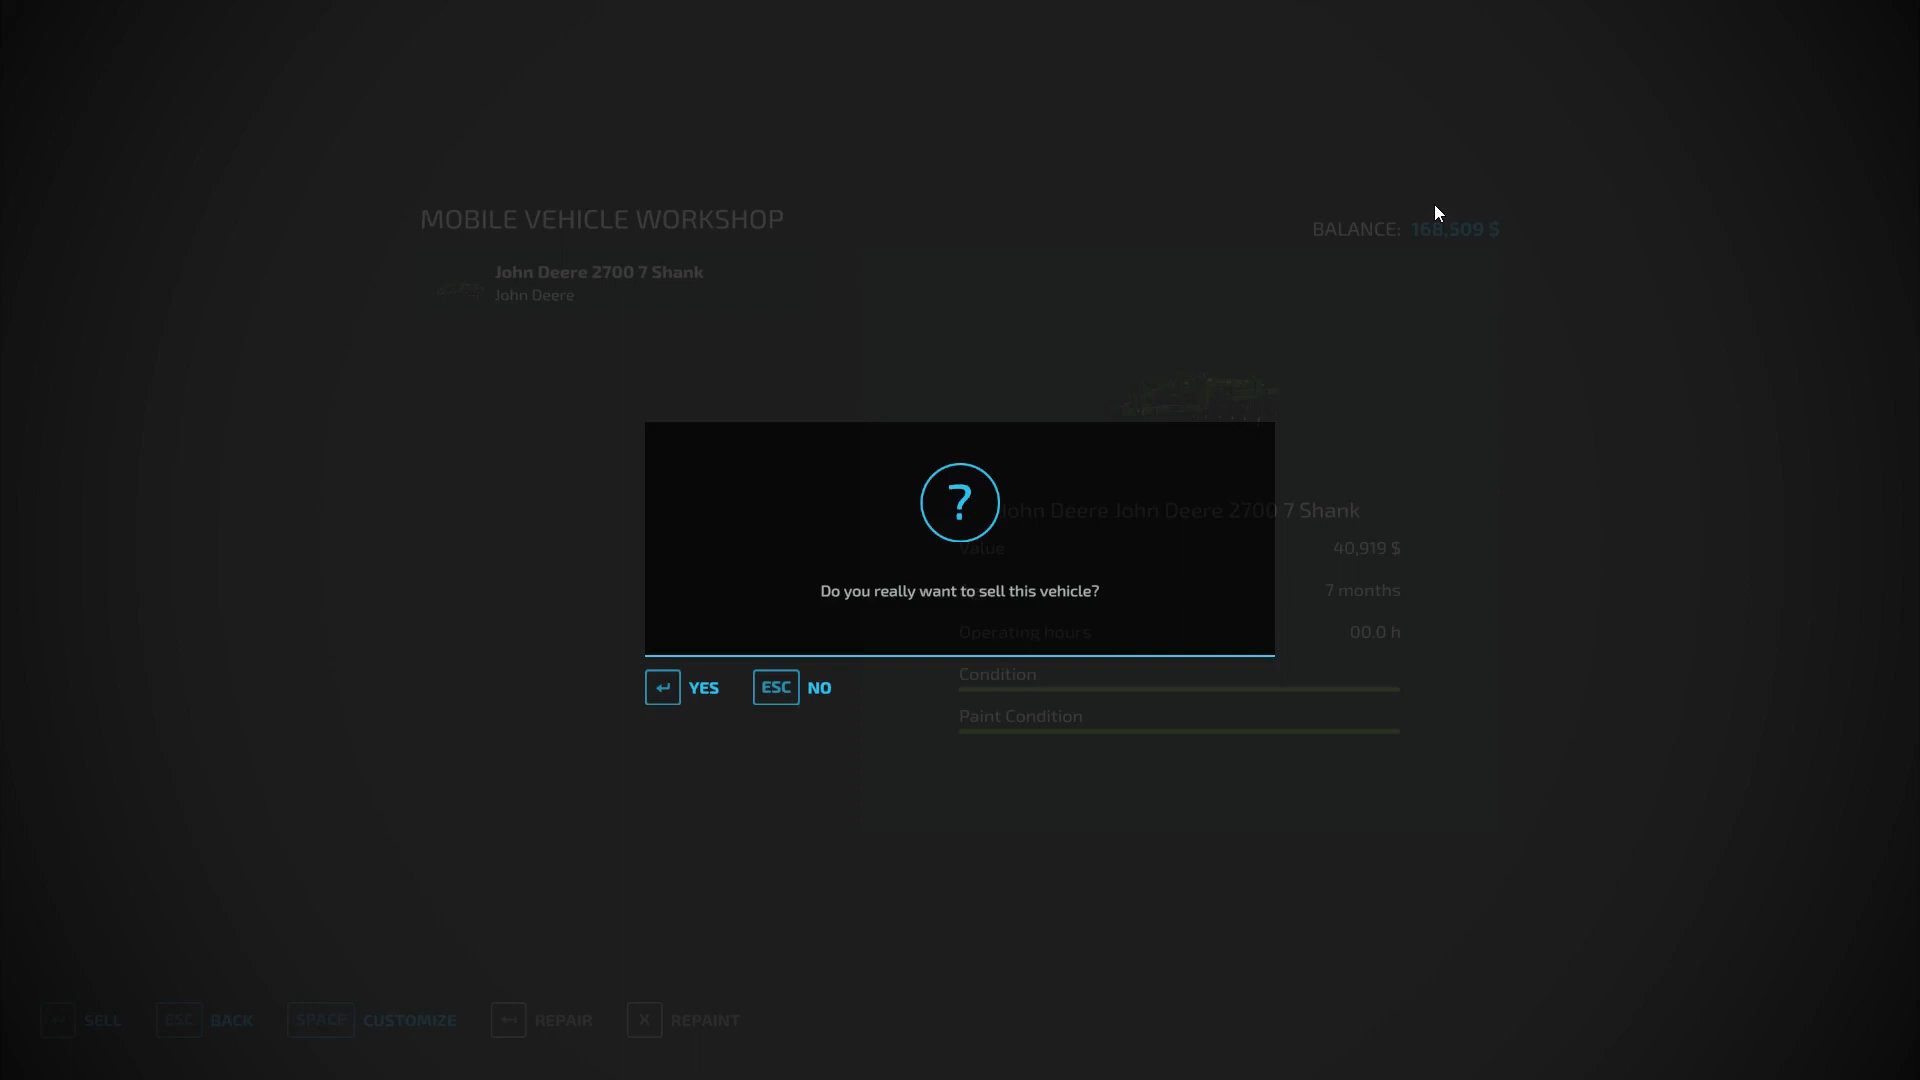 MOBILE VEHICLE WORKSHOP
BALANCE: 168,509 $
John Deere 2700 7 Shank
John Deere
?
John Deere John Deere 2700 7 Shank
Value 40,919 $
Do you really want to sell this vehicle?
7 months
Operating hours 00.0 h
Condition
YES ESC NO
Paint Condition
SELL ESC BACK SPACE CUSTOMIZE REPAIR X REPAINT